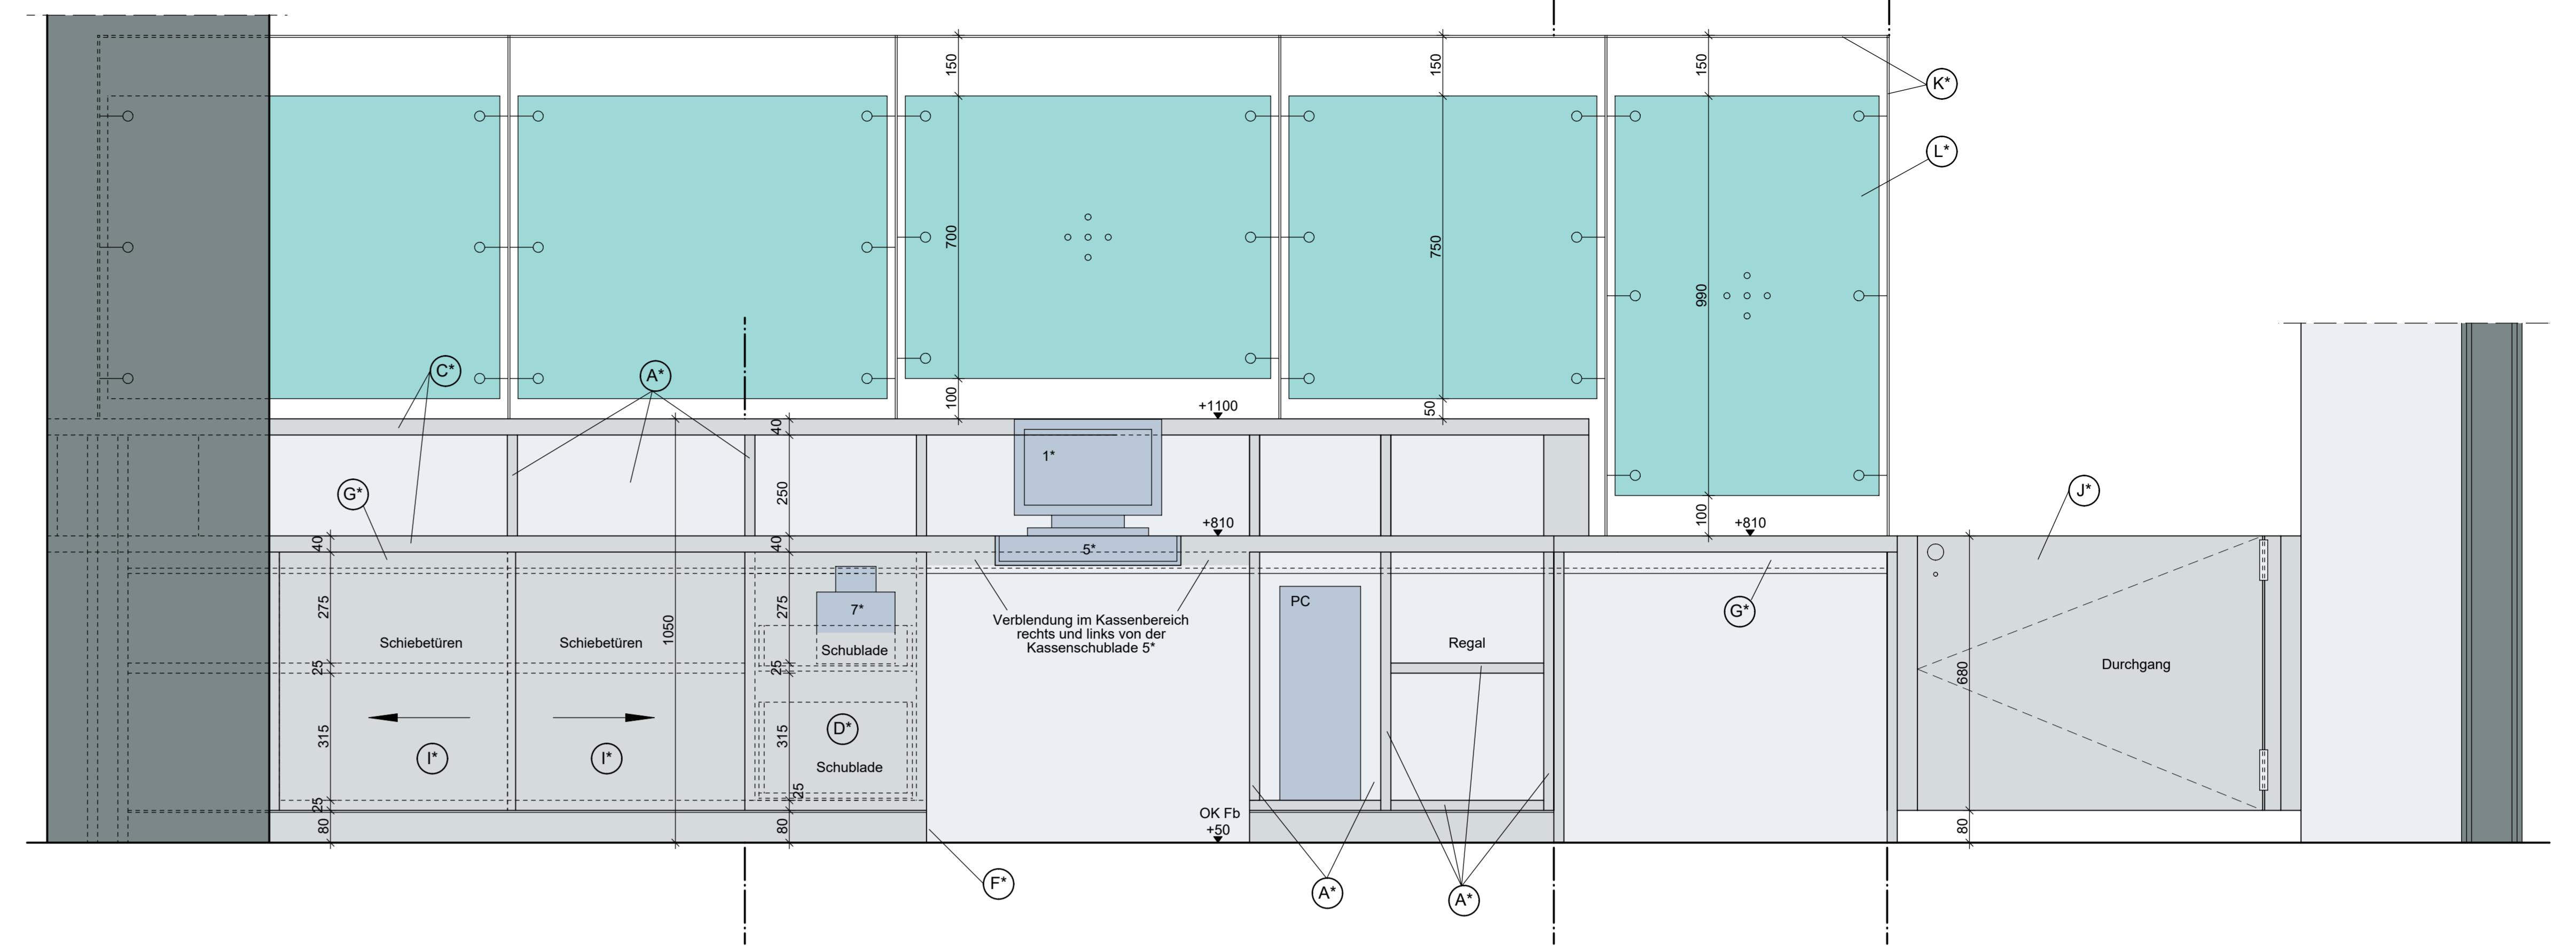 150
150
150
K*
L*
700
750
990
C*
A*
100
50
+1100
40
1*
G*
250
100
J*
+810
+810
40
40
5*
275
275
7*
PC
G*
1050
Verblendung im Kassenbereich
rechts und links von der
Kassenschublade 5*
Schiebetüren
Schiebetüren
Schublade
Regal
Durchgang
25
25
680
315
315
D*
I*
I*
Schublade
25
25
80
80
OK Fb
+50
80
F*
A*
A*